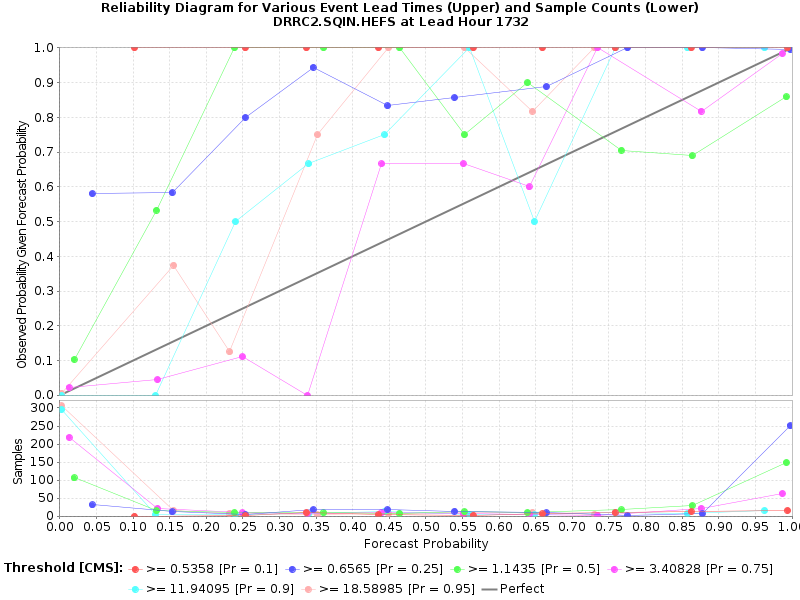 Reliability Diagram for Various Event Lead Times (Upper) and Sample Counts (Lower)
DRRC2.SQIN.HEFS at Lead Hour 1732
Observed Probability Given Forecast Probability
1.0
0.9
0.8
0.7
0.6
0.5
0.4
0.3
0.2
0.1
0.0
Samples
300
250
200
150
100
50
0
0.00 0.05 0.10 0.15 0.20 0.25 0.30 0.35 0.40 0.45 0.50 0.55 0.60 0.65 0.70 0.75 0.80 0.85 0.90 0.95 1.0
Forecast Probability
Threshold [CMS]: >= 0.5358 [Pr = 0.1] >= 0.6565 [Pr = 0.25] >= 1.1435 [Pr = 0.5] >= 3.40828 [Pr = 0.75]
>= 11.94095 [Pr = 0.9] >= 18.58985 [Pr = 0.95] Perfect